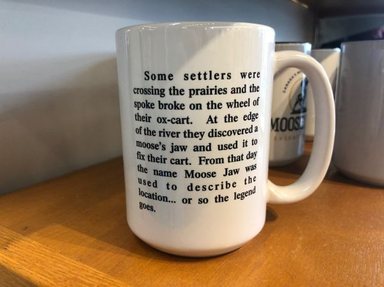 Some settlers were
crossing the prairies and the
spoke broke on the wheel of
their ox-cart. At the edge
of the river they discovered a
moose's jaw and used it to
fix their cart. From that day
the name Moose Jaw was
used to describe the
location... or so the legend
goes.